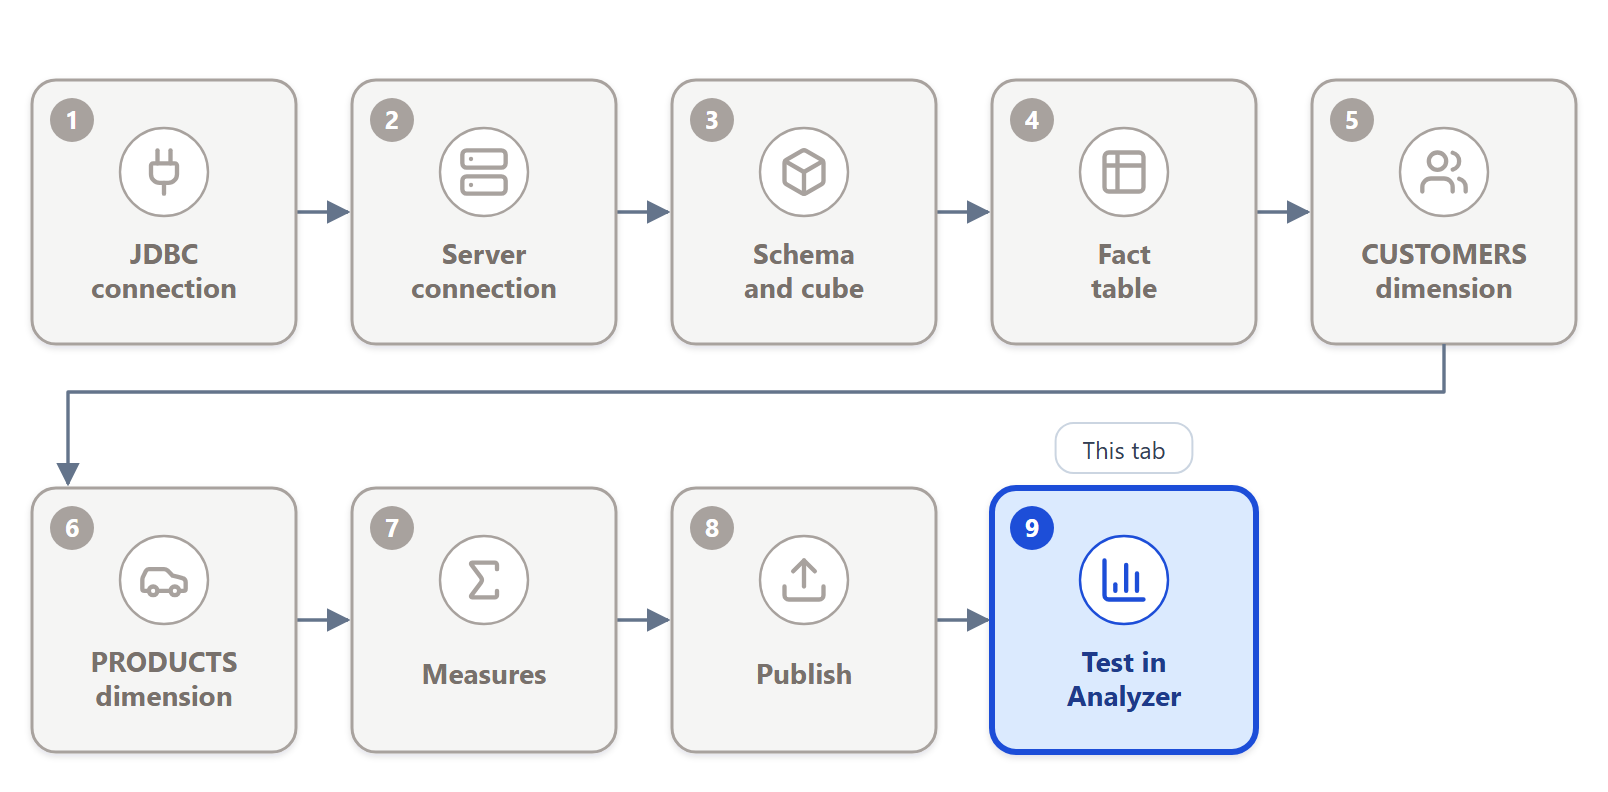 1
JDBC
connection
2
Server
connection
3
Schema
and cube
4
Fact
table
5
CUSTOMERS
dimension
This tab
6
PRODUCTS
dimension
7
Measures
8
Publish
9
Test in
Analyzer